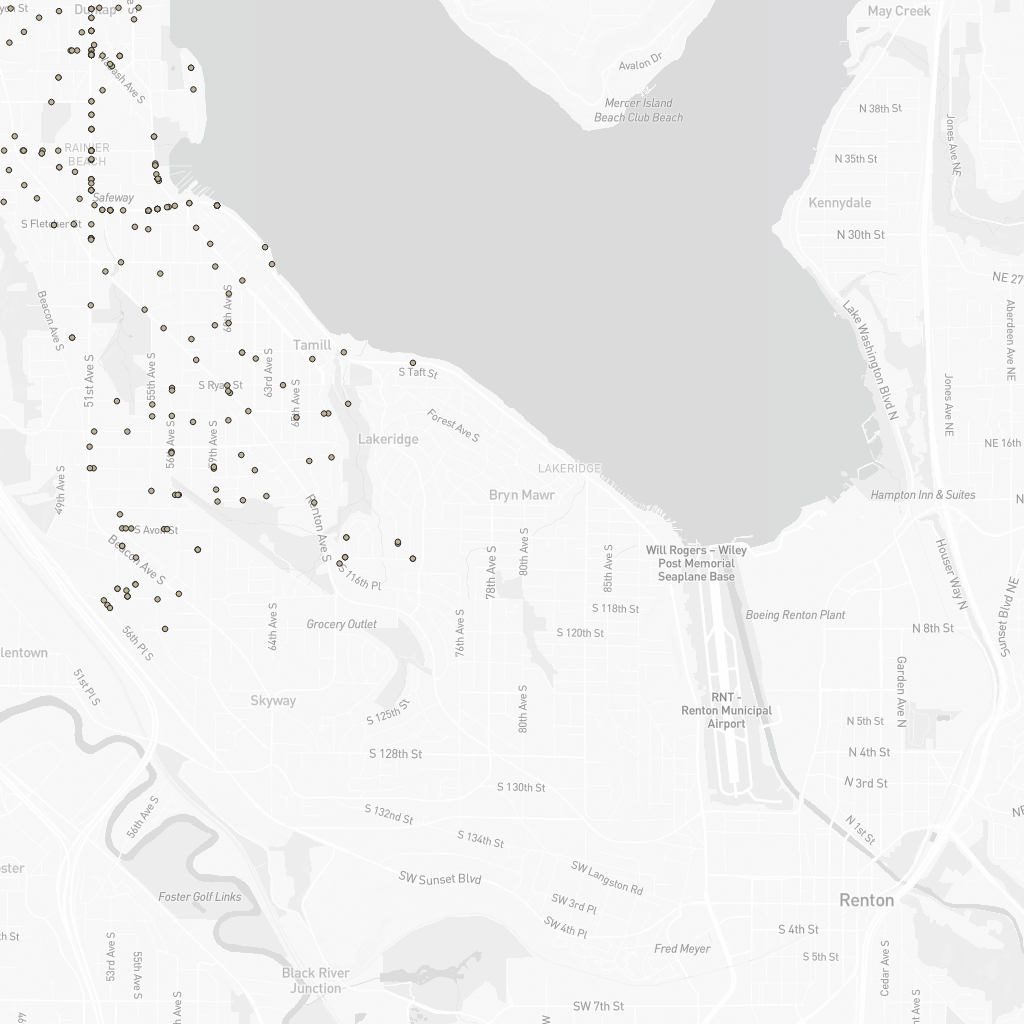 May Creek
Avalon Dr
Mercer Island
Beach Club Beach
N 38th St
Wabash Ave S
Jones Ave NE
RAINIER
BEACH
N 35th St
Safeway
Kennydale
S Fletcher St
N 30th St
NE 27
Beacon Ave S
Lake Washington Blvd N
Aberdeen Ave NE
Tamill
51st Ave S
55th Ave S
63rd Ave S
S Taft St
S Ryan St
65th Ave S
Jones Ave NE
Forest Ave S
56th Ave S
59th Ave S
Lakeridge
NE 16th
LAKERIDGE
49th Ave S
Bryn Mawr
Hampton Inn & Suites
Renton Ave S
S Avon St
Beacon Ave S
80th Ave S
78th Ave S
85th Ave S
Will Rogers – Wiley
Post Memorial
Seaplane Base
Houser Way N
S 116th Pl
S 118th St
Boeing Renton Plant
Sunset Blvd NE
64th Ave S
Grocery Outlet
76th Ave S
S 120th St
N 8th St
56th Pl S
51st Pl S
Skyway
80th Ave S
RNT -
Renton Municipal
Airport
Garden Ave N
S 125th St
N 5th St
S 128th St
N 4th St
S 130th St
N 3rd St
56th Ave S
S 132nd St
N 1st St
S 134th St
SW Sunset Blvd
SW Langston Rd
Foster Golf Links
SW 3rd Pl
Renton
SW 4th Pl
S 4th St
53rd Ave S
55th Ave S
Fred Meyer
S 5th St
Cedar Ave S
Black River
Junction
SW 7th St